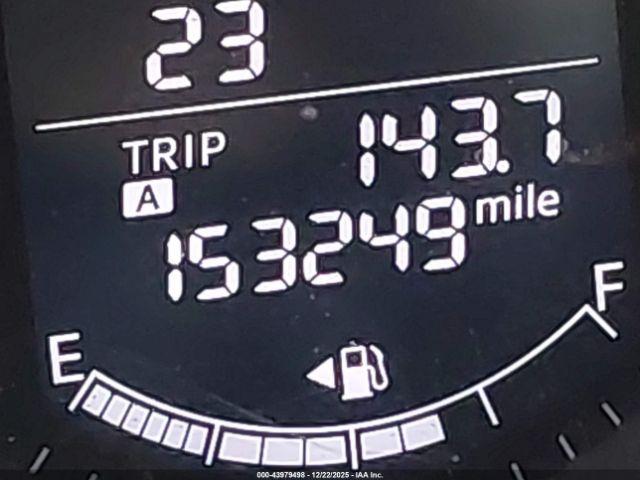 23
TRIP 143.7
A
153249 mile
E F
000-43979498 - 12/22/2025 - IAA Inc.